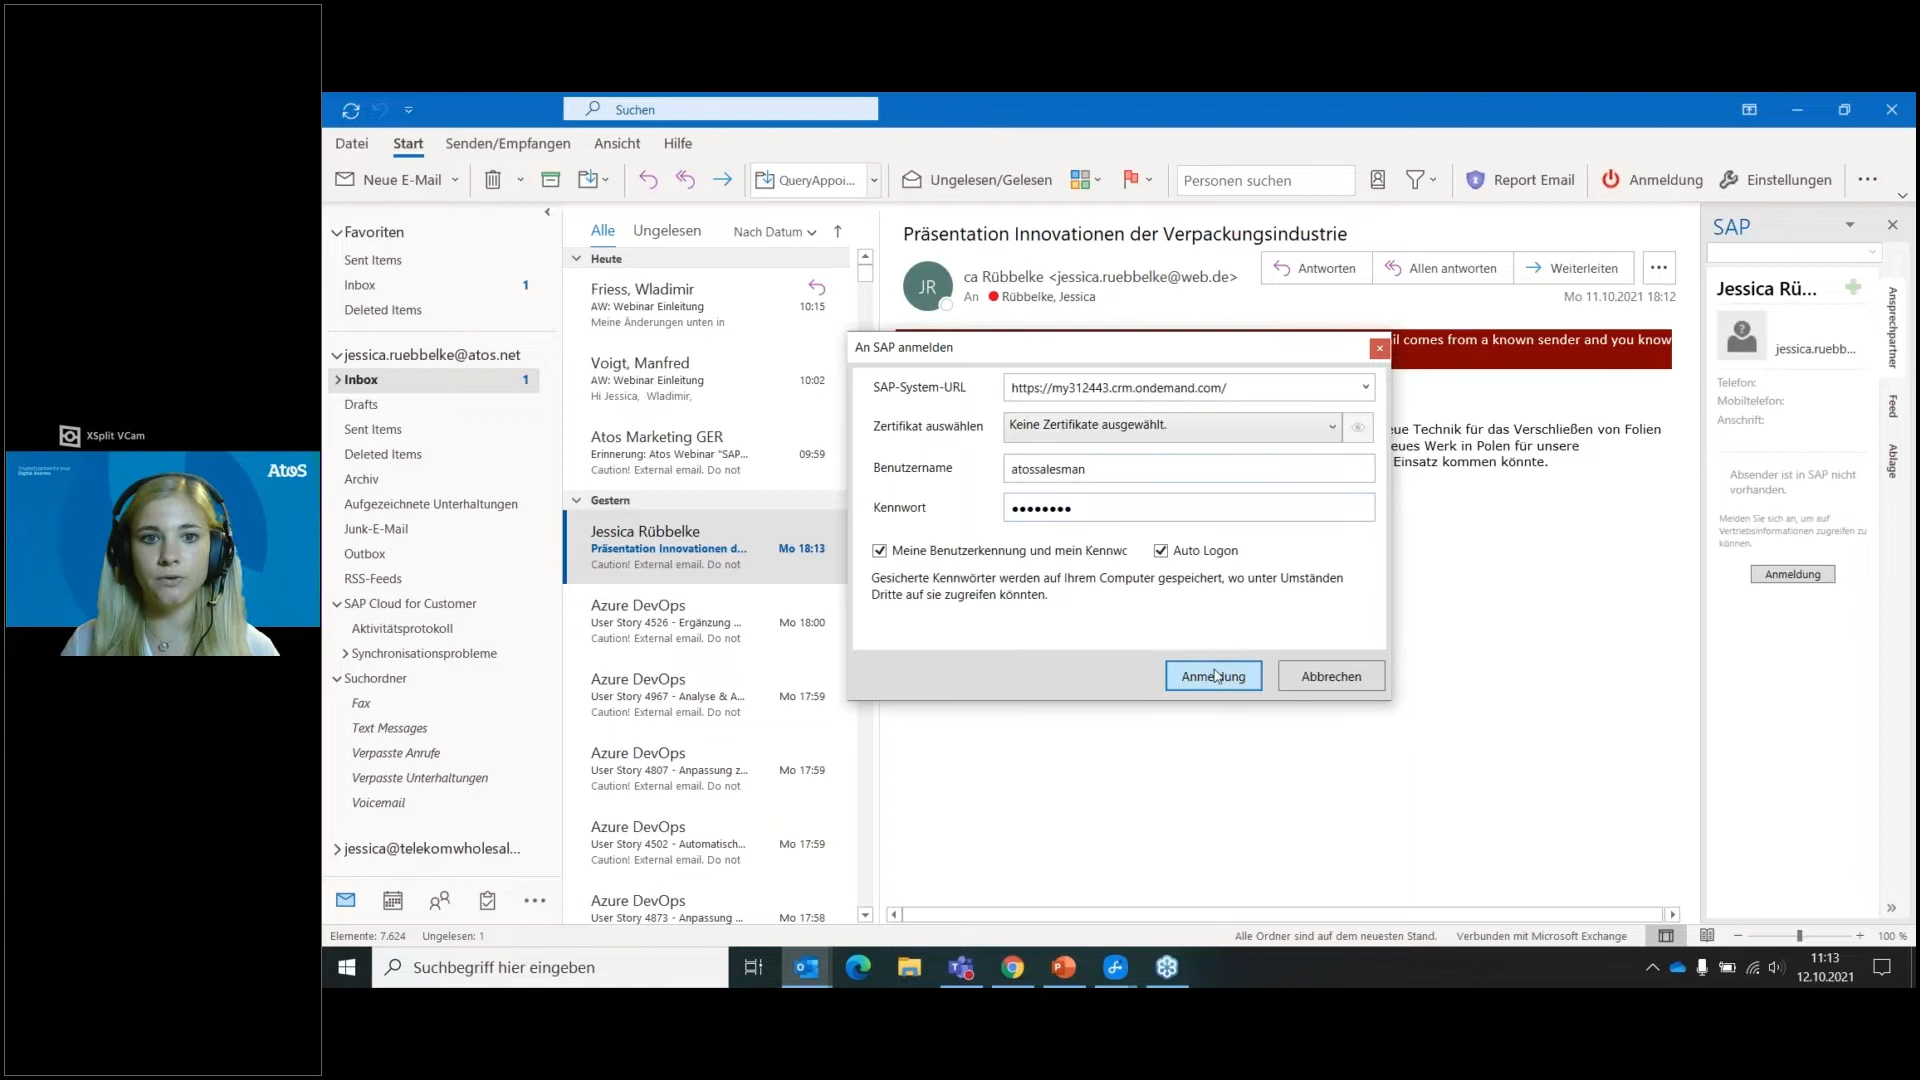 XSplit VCam
Atos
Suchen
Datei Start Senden/Empfangen Ansicht Hilfe
Neue E-Mail QueryAppoi... Ungelesen/Gelesen Personen suchen Report Email Anmeldung Einstellungen
Favoriten
Sent Items
Inbox 1
Deleted Items
jessica.ruebbelke@atos.net
Inbox 1
Drafts
Sent Items
Deleted Items
Archiv
Aufgezeichnete Unterhaltungen
Junk-E-Mail
Outbox
RSS-Feeds
SAP Cloud for Customer
Aktivitätsprotokoll
Synchronisationsprobleme
Suchordner
Fax
Text Messages
Verpasste Anrufe
Verpasste Unterhaltungen
Voicemail
jessica@telekomwholesal...
Alle Ungelesen Nach Datum
Heute
Friess, Wladimir
AW: Webinar Einleitung 10:15
Meine Änderungen unten in
Voigt, Manfred
AW: Webinar Einleitung 10:02
Hi Jessica, Wladimir,
Atos Marketing GER
Erinnerung: Atos Webinar "SAP... 09:59
Caution! External email. Do not
Gestern
Jessica Rübbelke
Präsentation Innovationen d... Mo 18:13
Caution! External email. Do not
Azure DevOps
User Story 4526 - Ergänzung ... Mo 18:00
Caution! External email. Do not
Azure DevOps
User Story 4967 - Analyse & A... Mo 17:59
Caution! External email. Do not
Azure DevOps
User Story 4807 - Anpassung z... Mo 17:59
Caution! External email. Do not
Azure DevOps
User Story 4502 - Automatisch... Mo 17:59
Caution! External email. Do not
Azure DevOps
User Story 4873 - Anpassung ... Mo 17:58
Präsentation Innovationen der Verpackungsindustrie
JR
ca Rübbelke <jessica.ruebbelke@web.de>
An Rübbelke, Jessica
Antworten Allen antworten Weiterleiten
Mo 11.10.2021 18:12
il comes from a known sender and you know
ue Technik für das Verschließen von Folien
eues Werk in Polen für unsere
Einsatz kommen könnte.
An SAP anmelden
SAP-System-URL https://my312443.crm.ondemand.com/
Zertifikat auswählen Keine Zertifikate ausgewählt.
Benutzername atossalesman
Kennwort ●●●●●●●●
Meine Benutzerkennung und mein Kennwc Auto Logon
Gesicherte Kennwörter werden auf Ihrem Computer gespeichert, wo unter Umständen
Dritte auf sie zugreifen könnten.
Anmeldung Abbrechen
SAP
Jessica Rü...
jessica.ruebb...
Telefon:
Mobiltelefon:
Anschrift:
Absender ist in SAP nicht
vorhanden.
Melden Sie sich an, um auf
Vertriebsinformationen zugreifen zu
können.
Anmeldung
Ansprechpartner
Feed
Ablage
Elemente: 7.624 Ungelesen: 1 Alle Ordner sind auf dem neuesten Stand. Verbunden mit Microsoft Exchange 100 %
Suchbegriff hier eingeben
11:13
12.10.2021